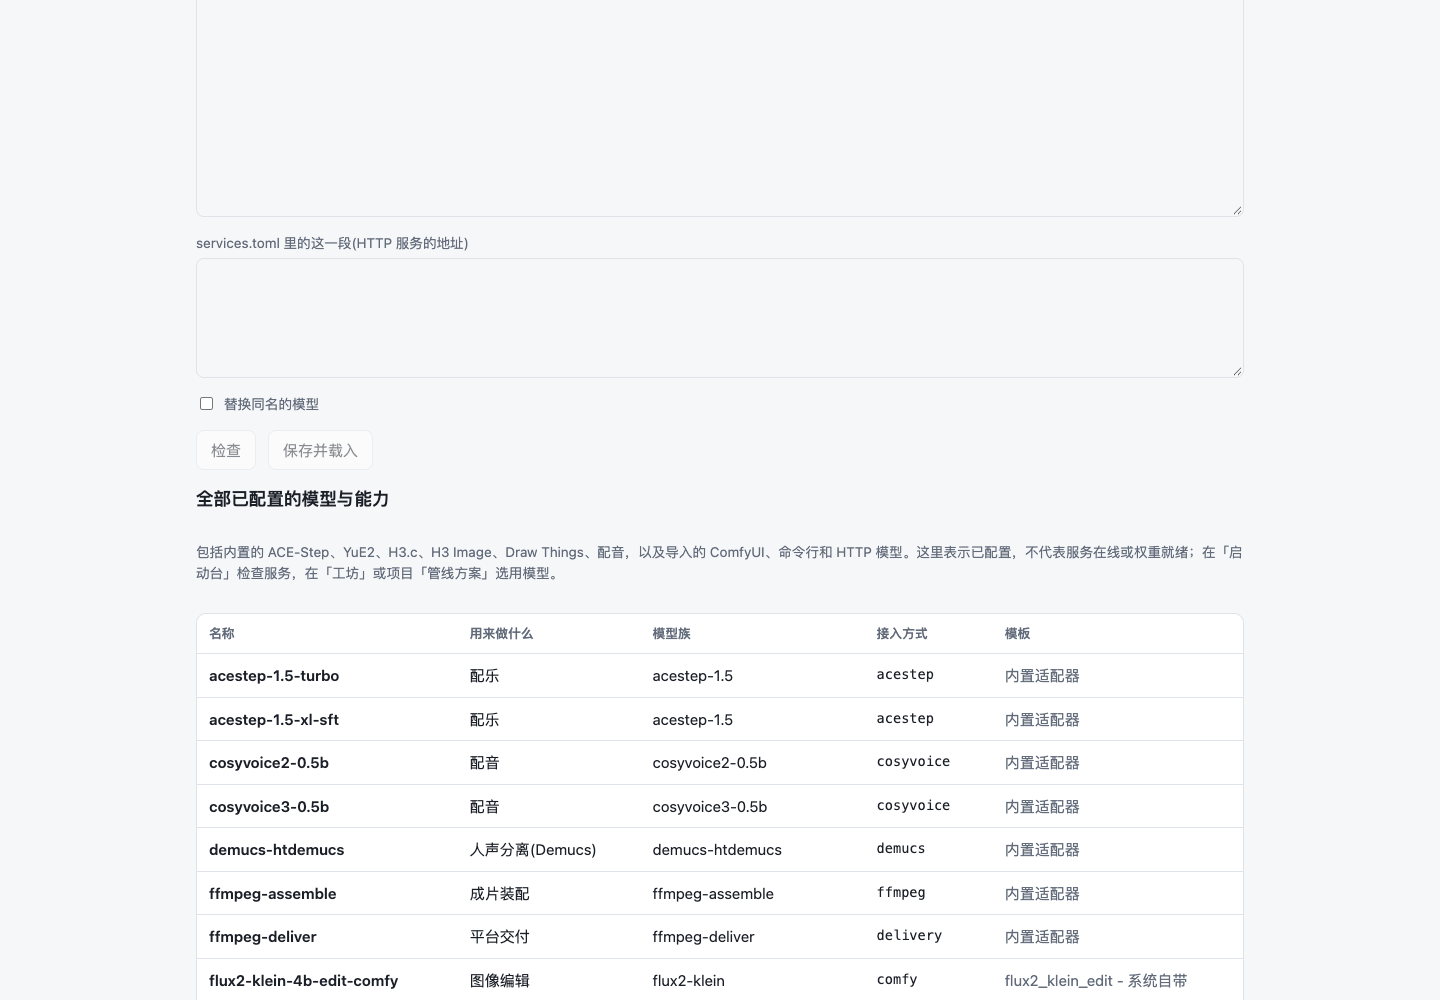 services.toml 里的这一段(HTTP 服务的地址)
替换同名的模型
检查 保存并载入
全部已配置的模型与能力
包括内置的 ACE-Step、YuE2、H3.c、H3 Image、Draw Things、配音，以及导入的 ComfyUI、命令行和 HTTP 模型。这里表示已配置，不代表服务在线或权重就绪；在「启
动台」检查服务，在「工坊」或项目「管线方案」选用模型。
名称 用来做什么 模型族 接入方式 模板
acestep-1.5-turbo 配乐 acestep-1.5 acestep 内置适配器
acestep-1.5-xl-sft 配乐 acestep-1.5 acestep 内置适配器
cosyvoice2-0.5b 配音 cosyvoice2-0.5b cosyvoice 内置适配器
cosyvoice3-0.5b 配音 cosyvoice3-0.5b cosyvoice 内置适配器
demucs-htdemucs 人声分离(Demucs) demucs-htdemucs demucs 内置适配器
ffmpeg-assemble 成片装配 ffmpeg-assemble ffmpeg 内置适配器
ffmpeg-deliver 平台交付 ffmpeg-deliver delivery 内置适配器
flux2-klein-4b-edit-comfy 图像编辑 flux2-klein comfy flux2_klein_edit - 系统自带